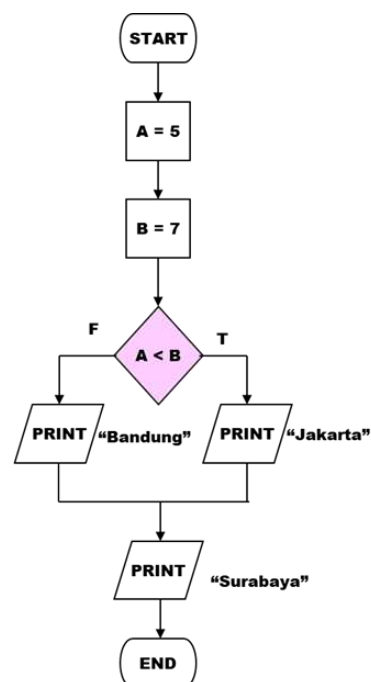 START
A = 5
B = 7
F
T
A < B
PRINT “Bandung”
PRINT “Jakarta”
PRINT “Surabaya”
END